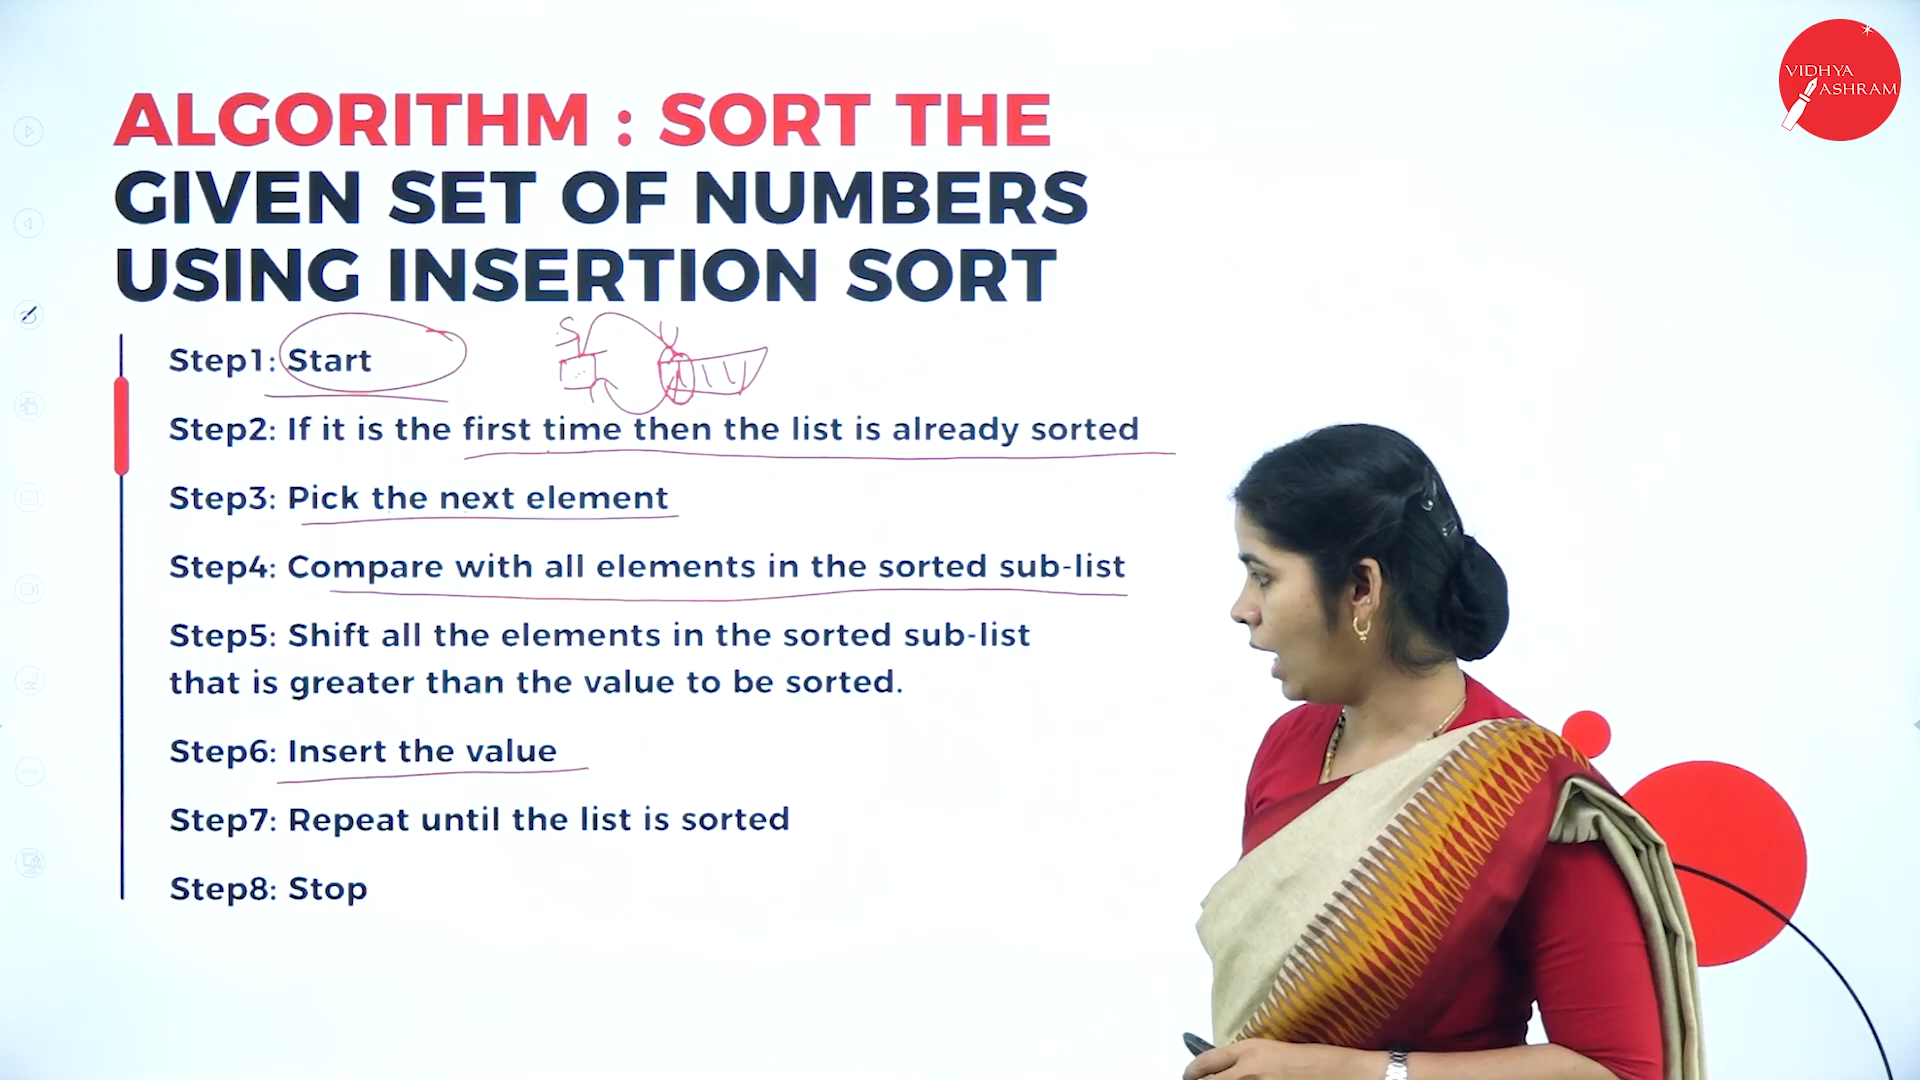 VIDHYA
ASHRAM
ALGORITHM : SORT THE
GIVEN SET OF NUMBERS
USING INSERTION SORT
S
U
Step1: Start
Step2: If it is the first time then the list is already sorted
Step3: Pick the next element
Step4: Compare with all elements in the sorted sub-list
Step5: Shift all the elements in the sorted sub-list
that is greater than the value to be sorted.
Step6: Insert the value
Step7: Repeat until the list is sorted
Step8: Stop